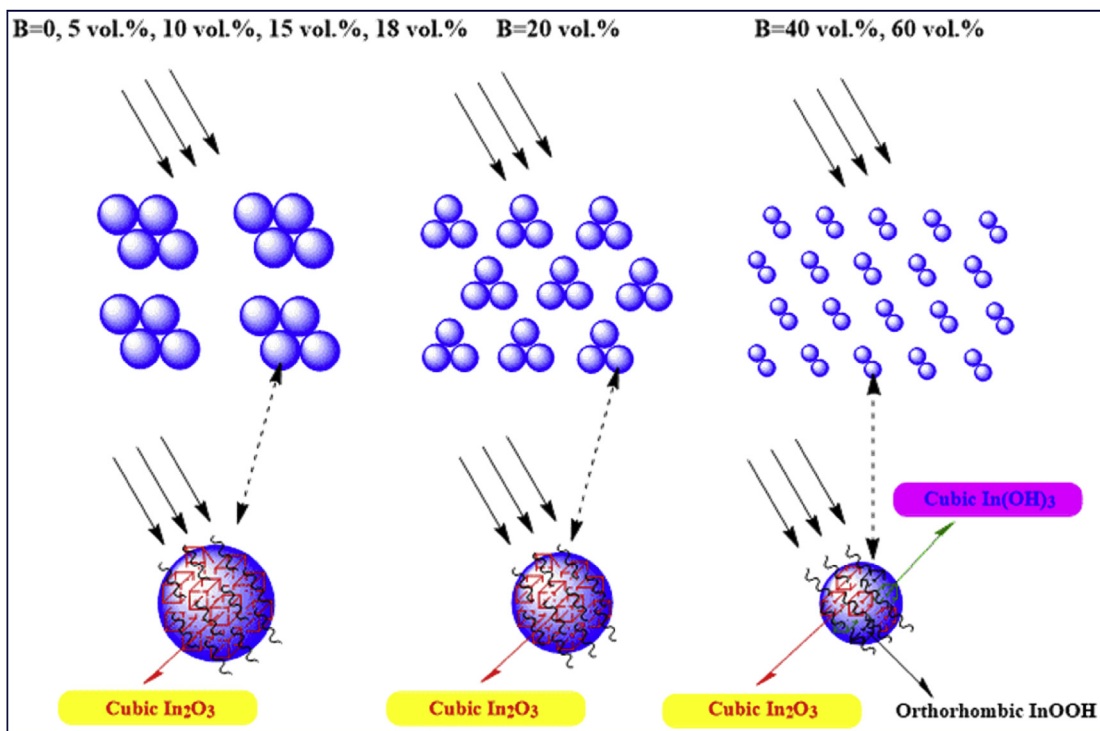 B=0, 5 vol.%, 10 vol.%, 15 vol.%, 18 vol.% B=20 vol.% B=40 vol.%, 60 vol.%
Cubic In(OH)₃
Cubic In₂O₃ Cubic In₂O₃ Cubic In₂O₃ Orthorhombic InOOH